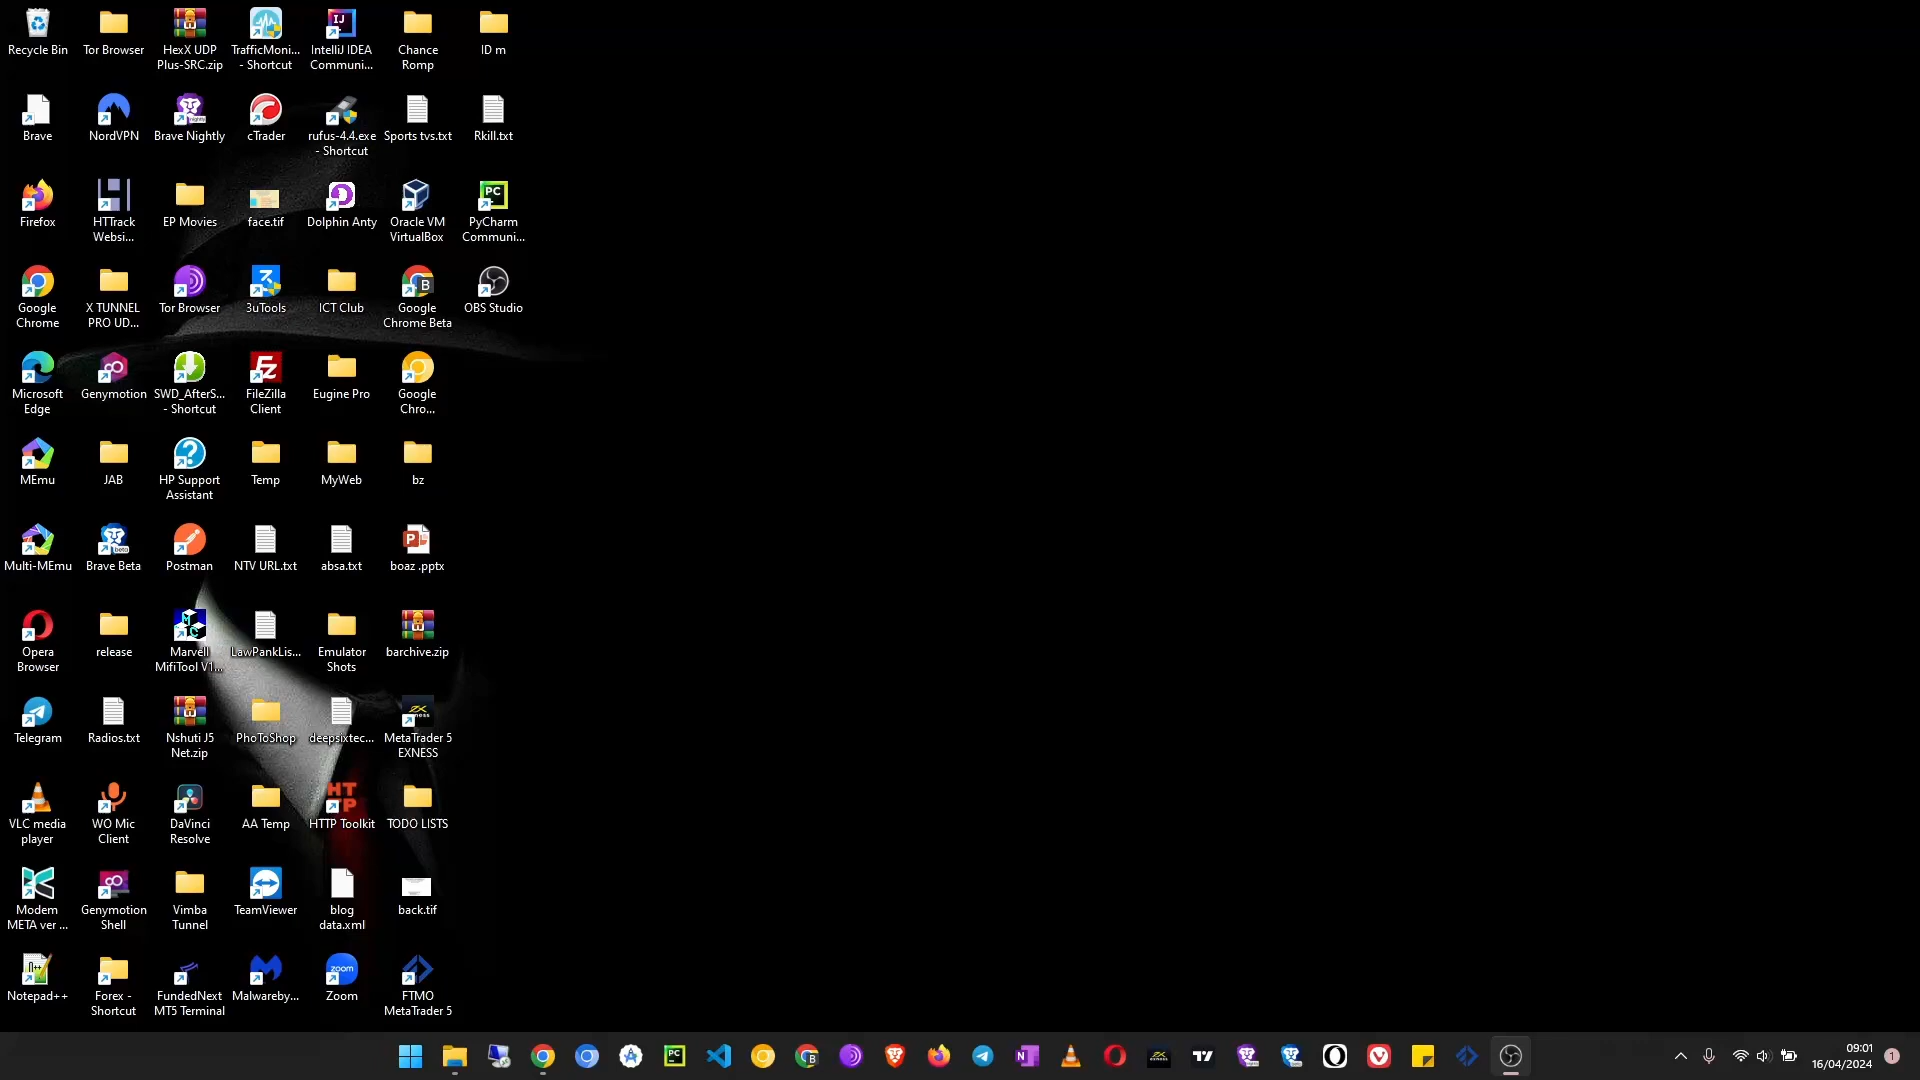 Recycle Bin
Tor Browser
HexX UDP
Plus-SRC.zip
TrafficMoni...
- Shortcut
IntelliJ IDEA
Communi...
Chance
Romp
ID m
Brave
NordVPN
Brave Nightly
cTrader
rufus-4.4.exe
- Shortcut
Sports tvs.txt
Rkill.txt
Firefox
HTTrack
Websi...
EP Movies
face.tif
Dolphin Anty
Oracle VM
VirtualBox
PyCharm
Communi...
Google
Chrome
X TUNNEL
PRO UD...
Tor Browser
3uTools
ICT Club
Google
Chrome Beta
OBS Studio
Microsoft
Edge
Genymotion
SWD_AfterS...
- Shortcut
FileZilla
Client
Eugine Pro
Google
Chro...
MEmu
JAB
HP Support
Assistant
Temp
MyWeb
bz
Multi-MEmu
Brave Beta
Postman
NTV URL.txt
absa.txt
boaz .pptx
Opera
Browser
release
Marvell
MifiTool V1...
LawPankLis...
Emulator
Shots
barchive.zip
Telegram
Radios.txt
Nshuti J5
Net.zip
PhoToShop
deepsixtec...
MetaTrader 5
EXNESS
VLC media
player
WO Mic
Client
DaVinci
Resolve
AA Temp
HT
TP
HTTP Toolkit
TODO LISTS
Modem
META ver ...
Genymotion
Shell
Vimba
Tunnel
TeamViewer
blog
data.xml
back.tif
Notepad++
Forex -
Shortcut
FundedNext
MT5 Terminal
Malwareby...
zoom
Zoom
FTMO
MetaTrader 5
09:01
16/04/2024
1